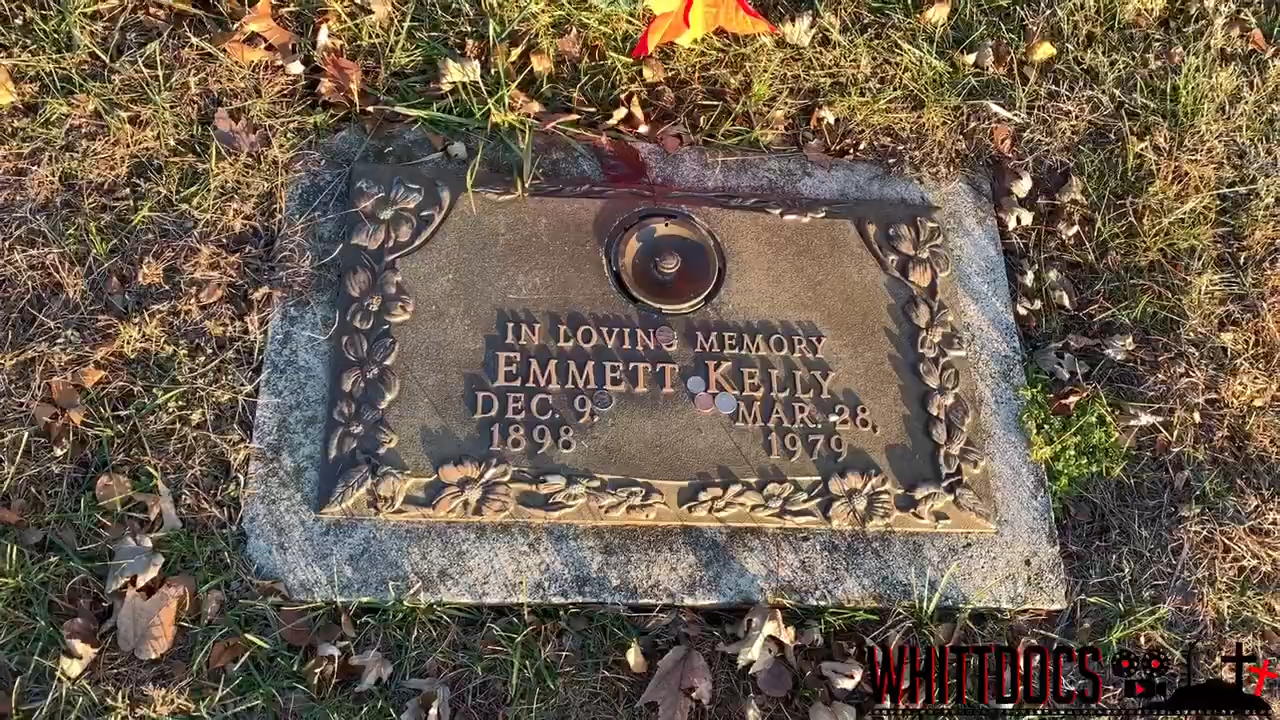 IN LOVING MEMORY
EMMETT KELLY
DEC. 9, MAR. 28,
1898 1979
WHITTDOCS